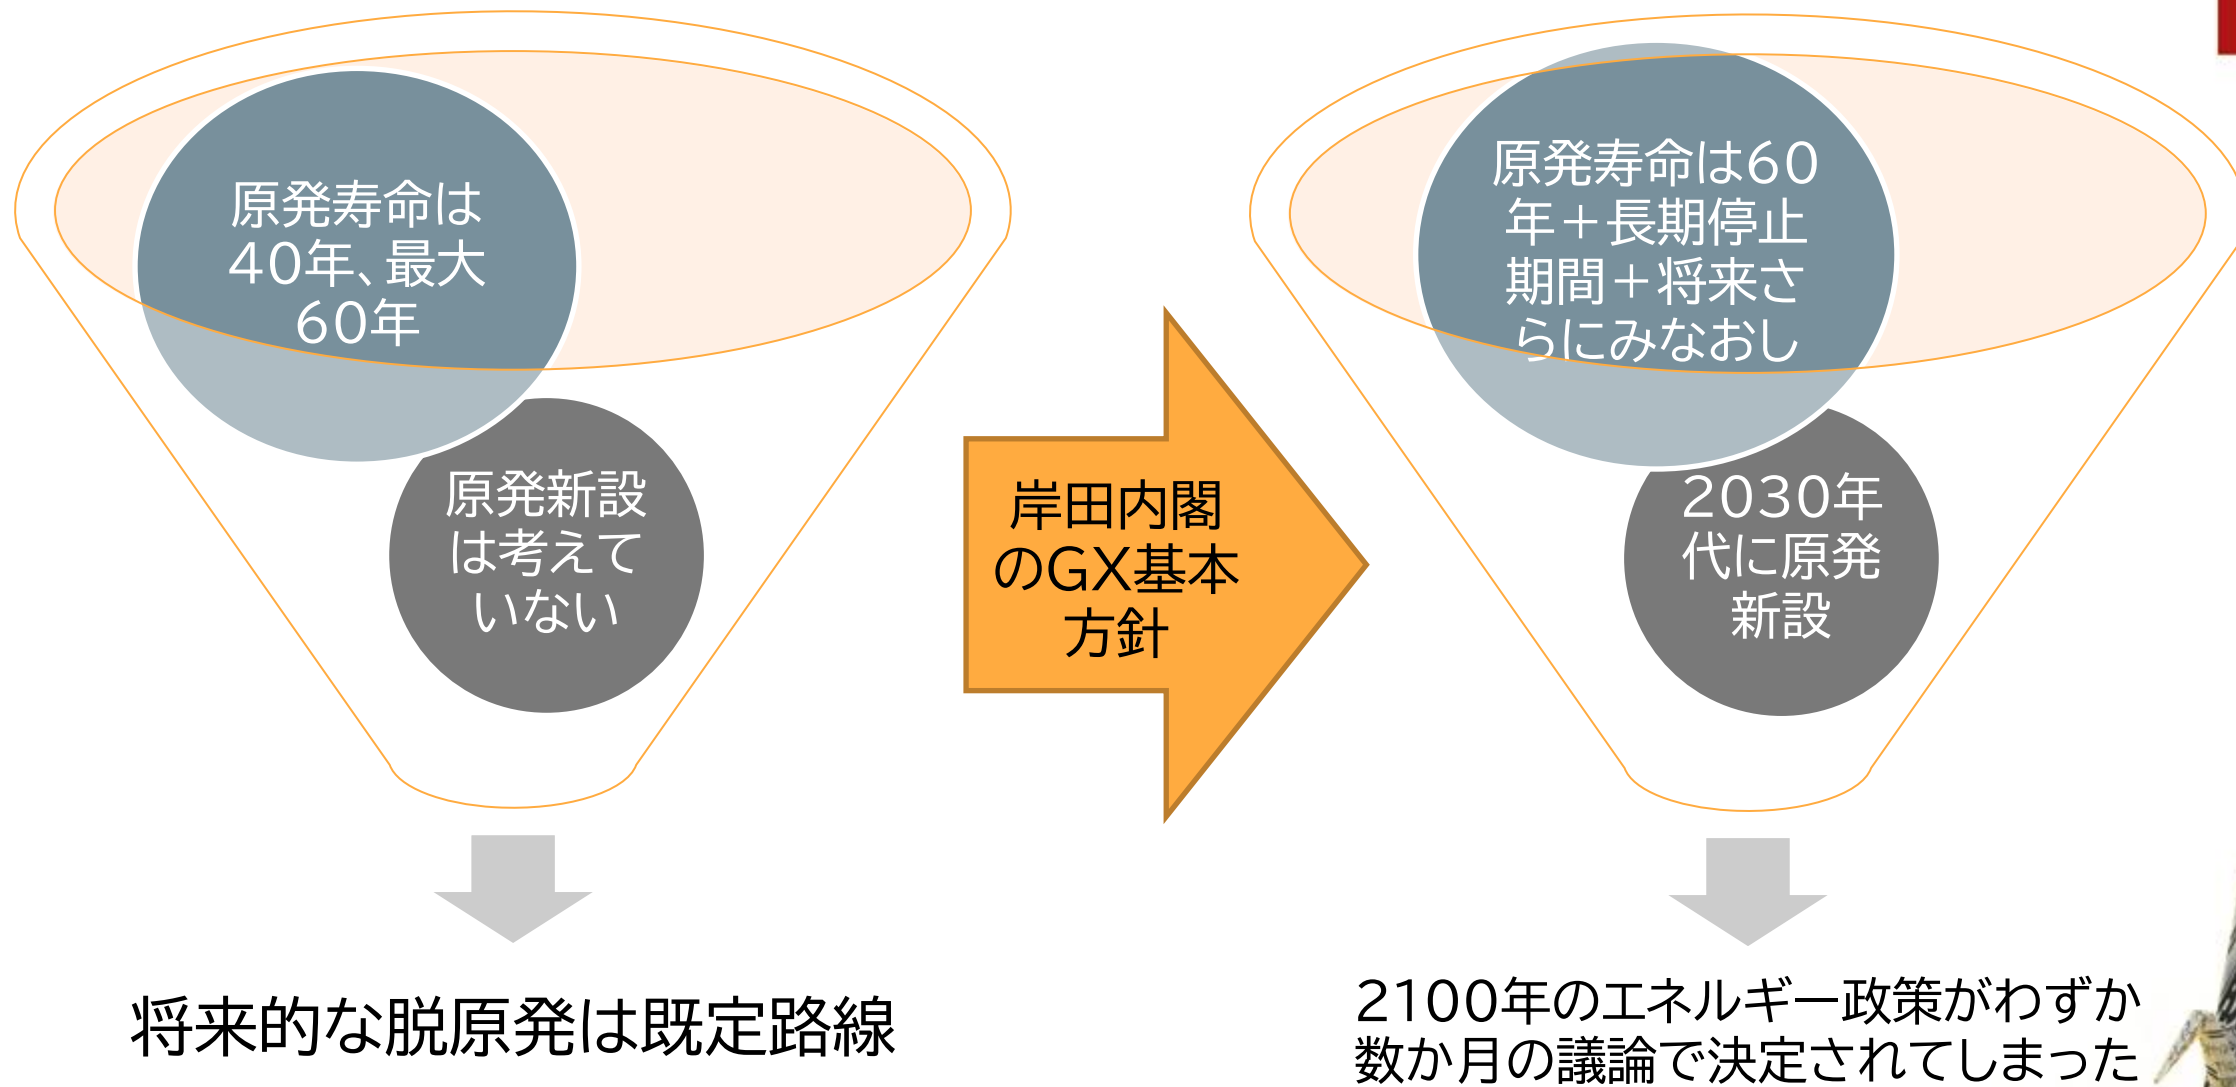 原発寿命は
40年、最大
60年
原発新設
は考えて
いない
将来的な脱原発は既定路線
岸田内閣
のGX基本
方針
原発寿命は60
年＋長期停止
期間＋将来さ
らにみなおし
2030年
代に原発
新設
2100年のエネルギー政策がわずか
数か月の議論で決定されてしまった